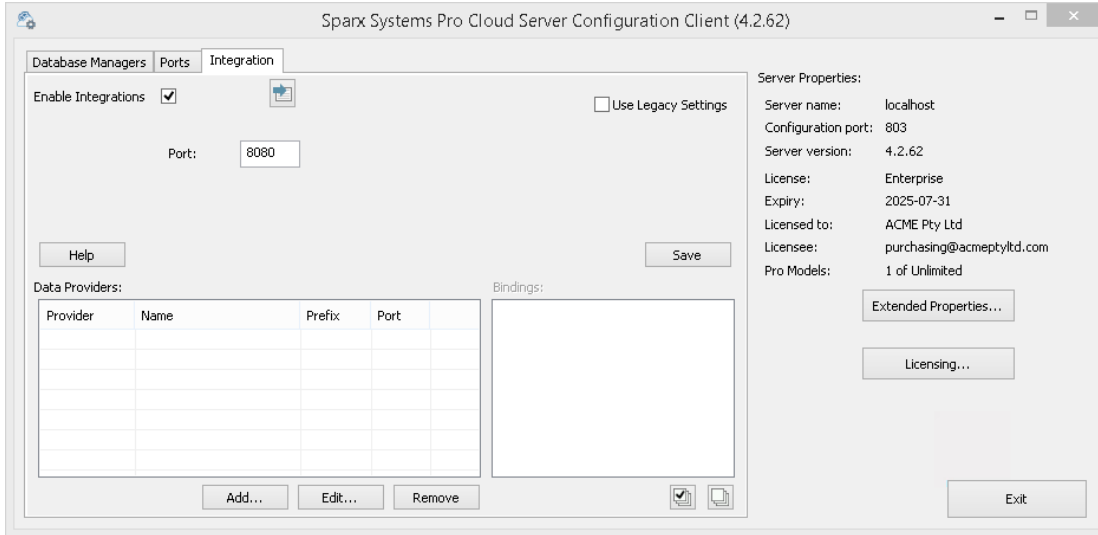 Sparx Systems Pro Cloud Server Configuration Client (4.2.62)
Database Managers Ports Integration
Enable Integrations
Use Legacy Settings
Port: 8080
Help
Save
Data Providers:
Bindings:
Provider Name Prefix Port
Add... Edit... Remove
Server Properties:
Server name: localhost
Configuration port: 803
Server version: 4.2.62
License: Enterprise
Expiry: 2025-07-31
Licensed to: ACME Pty Ltd
Licensee: purchasing@acmeptyltd.com
Pro Models: 1 of Unlimited
Extended Properties...
Licensing...
Exit